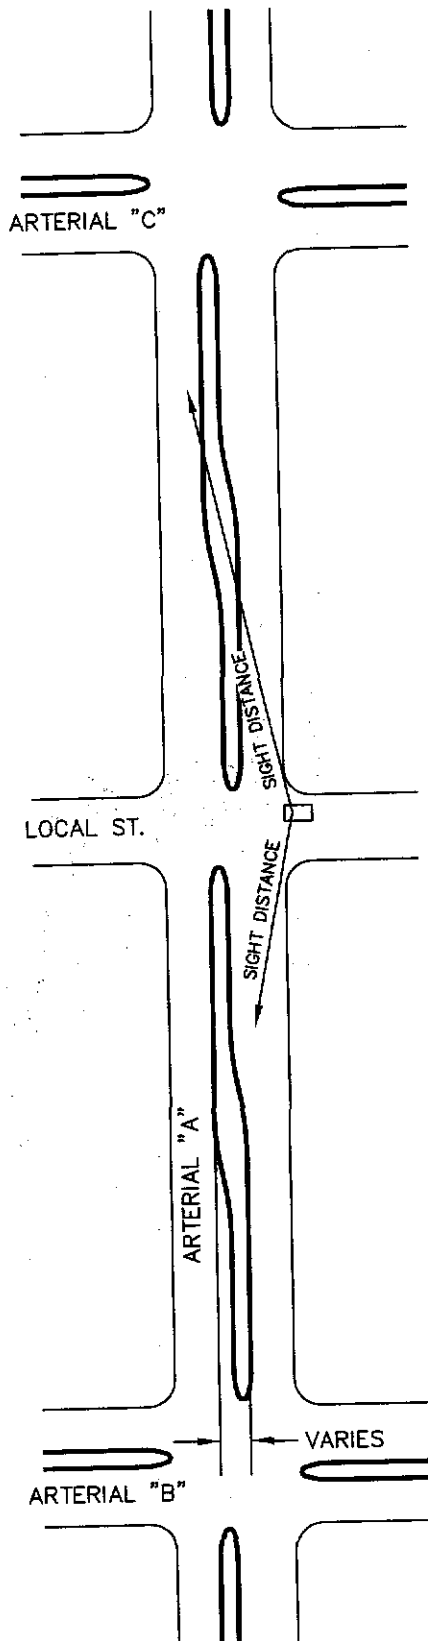 ARTERIAL "C"
SIGHT DISTANCE
LOCAL ST.
SIGHT DISTANCE
ARTERIAL "A"
VARIES
ARTERIAL "B"